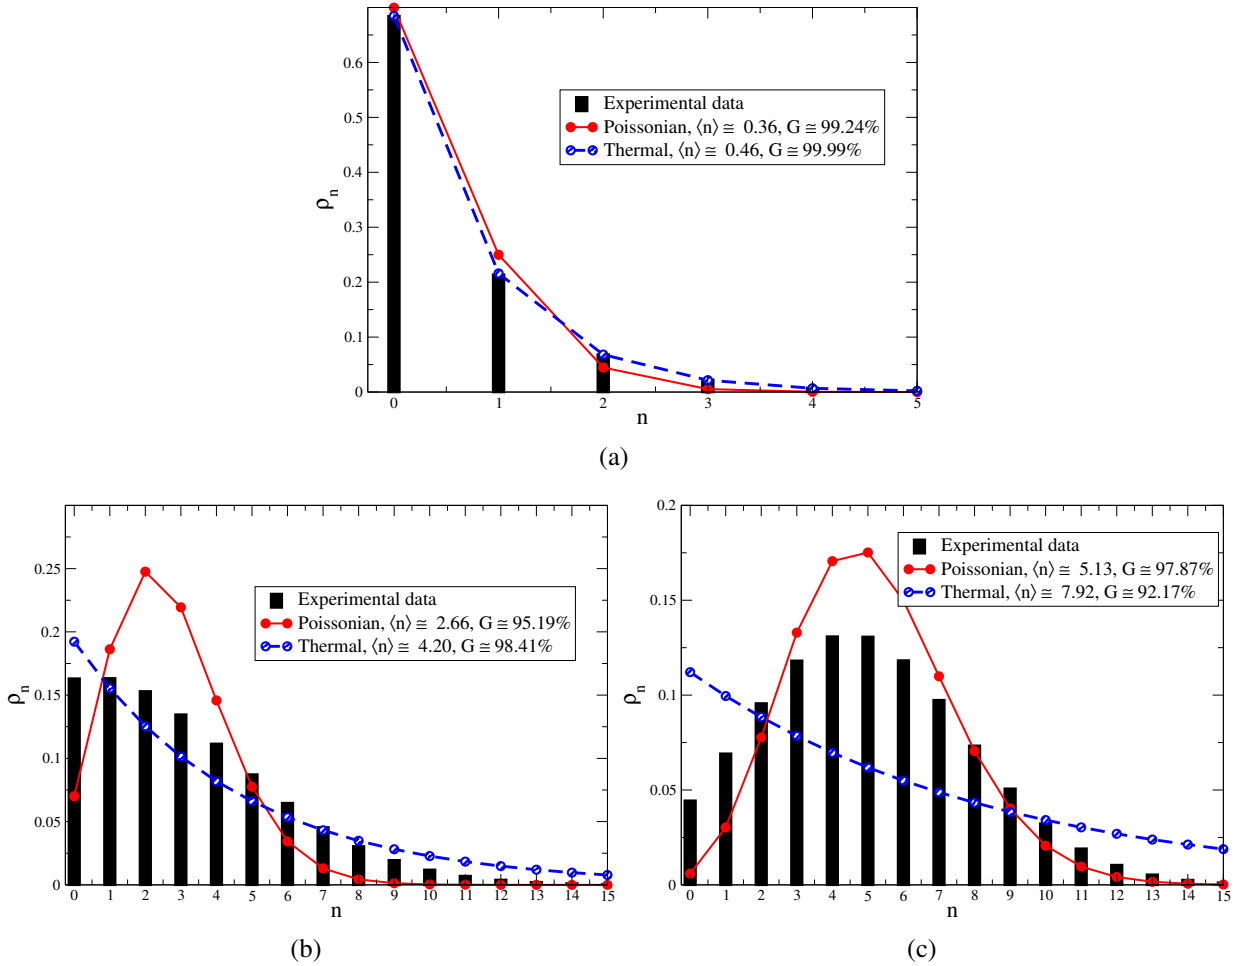 0.6
0.5
0.4
0.3
0.2
0.1
0
ρn
Experimental data
Poissonian, ⟨n⟩ ≅ 0.36, G ≅ 99.24%
Thermal, ⟨n⟩ ≅ 0.46, G ≅ 99.99%
0 1 2 3 4 5
n
(a)
0.25
0.2
0.15
0.1
0.05
0
ρn
Experimental data
Poissonian, ⟨n⟩ ≅ 2.66, G ≅ 95.19%
Thermal, ⟨n⟩ ≅ 4.20, G ≅ 98.41%
0 1 2 3 4 5 6 7 8 9 10 11 12 13 14 15
n
(b)
0.2
0.15
0.1
0.05
0
ρn
Experimental data
Poissonian, ⟨n⟩ ≅ 5.13, G ≅ 97.87%
Thermal, ⟨n⟩ ≅ 7.92, G ≅ 92.17%
0 1 2 3 4 5 6 7 8 9 10 11 12 13 14 15
n
(c)